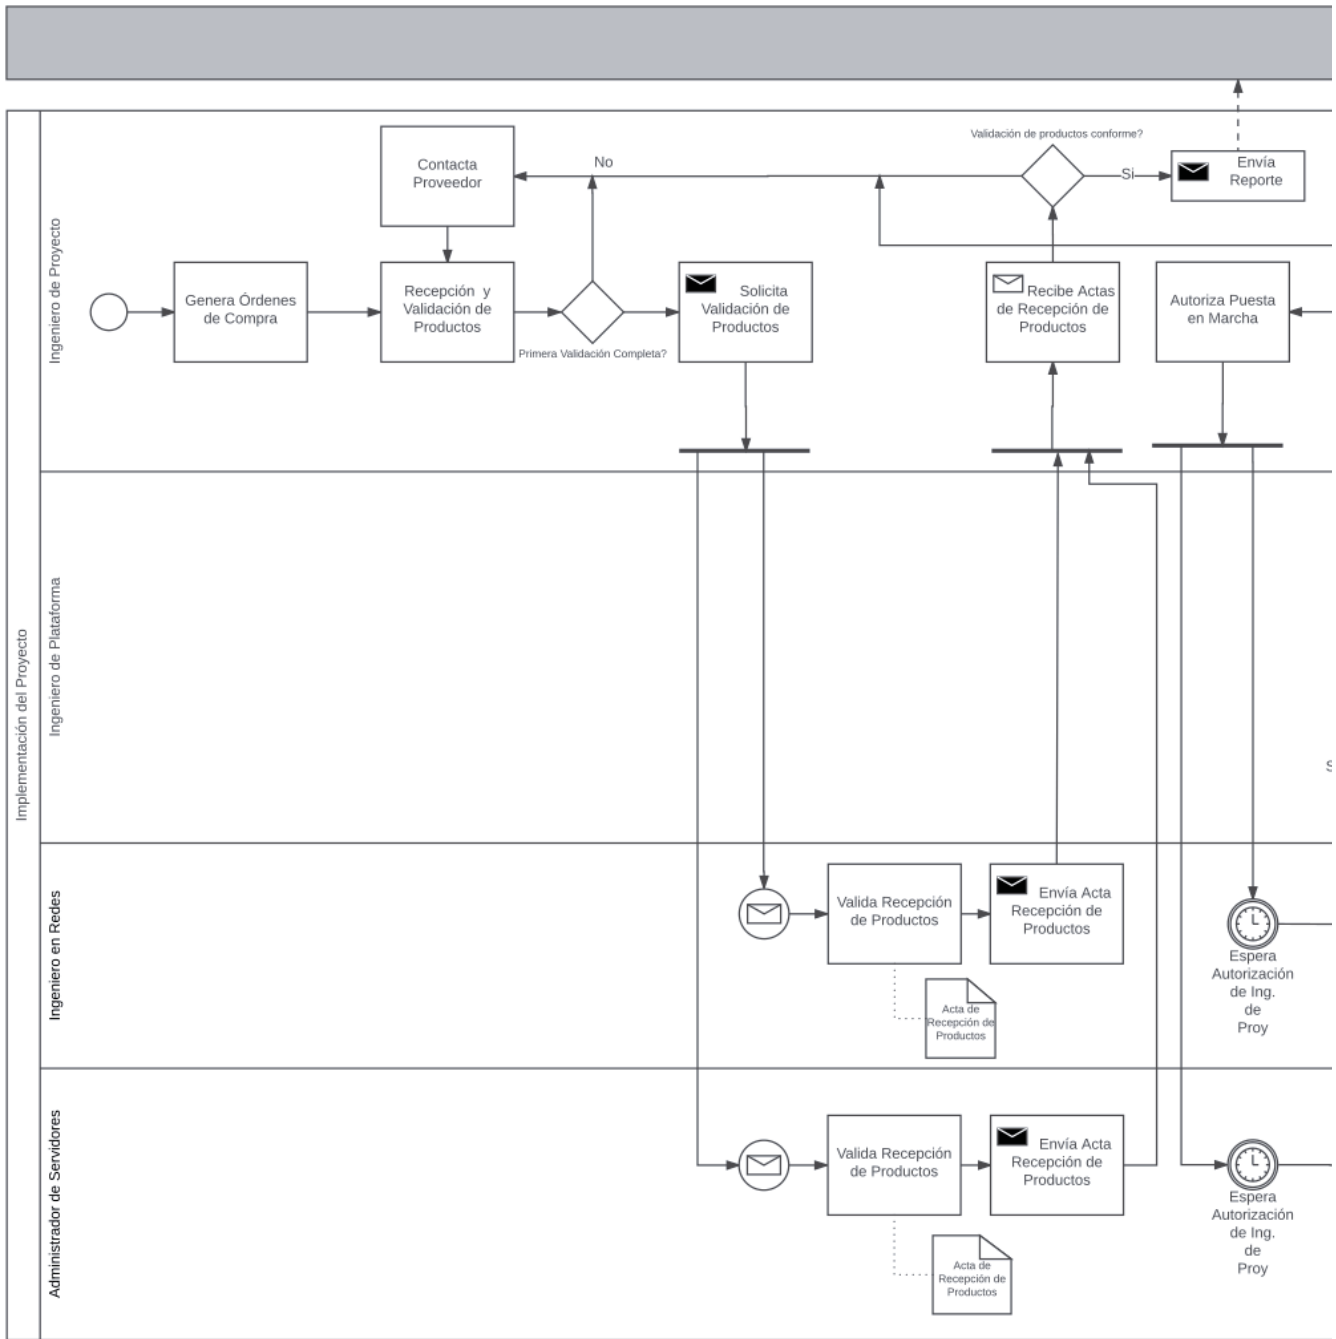 Implementación del Proyecto
Ingeniero de Proyecto
Contacta
Proveedor
No
Validación de productos conforme?
Si
Envía
Reporte
Genera Órdenes
de Compra
Recepción y
Validación de
Productos
Primera Validación Completa?
Solicita
Validación de
Productos
Recibe Actas
de Recepción de
Productos
Autoriza Puesta
en Marcha
Ingeniero de Plataforma
S
Ingeniero en Redes
Valida Recepción
de Productos
Envía Acta
Recepción de
Productos
Acta de
Recepción de
Productos
Espera
Autorización
de Ing.
de
Proy
Administrador de Servidores
Valida Recepción
de Productos
Envía Acta
Recepción de
Productos
Acta de
Recepción de
Productos
Espera
Autorización
de Ing.
de
Proy